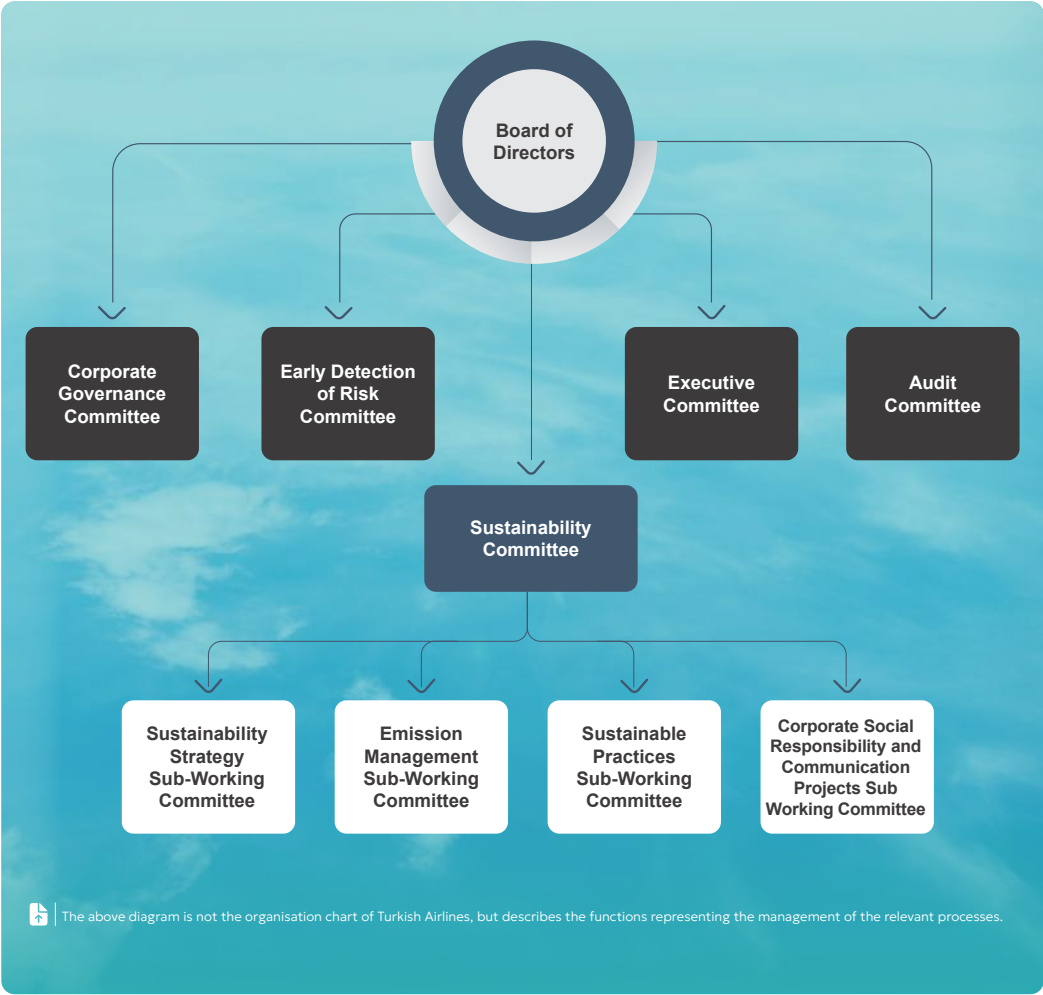 Board of
Directors
Corporate
Governance
Committee
Early Detection
of Risk
Committee
Executive
Committee
Audit
Committee
Sustainability
Committee
Sustainability
Strategy
Sub-Working
Committee
Emission
Management
Sub-Working
Committee
Sustainable
Practices
Sub-Working
Committee
Corporate Social
Responsibility and
Communication
Projects Sub
Working Committee
The above diagram is not the organisation chart of Turkish Airlines, but describes the functions representing the management of the relevant processes.